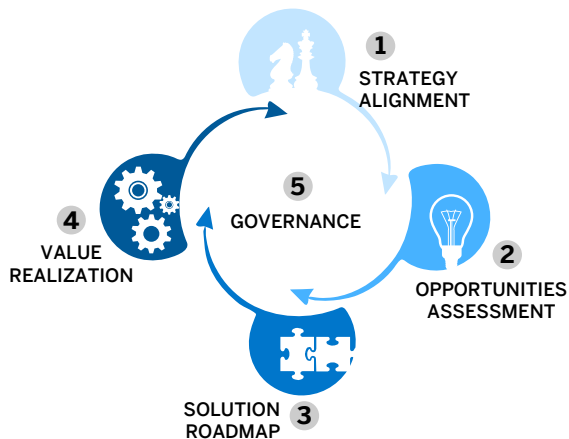 1
STRATEGY
ALIGNMENT
2
OPPORTUNITIES
ASSESSMENT
3
SOLUTION
ROADMAP
4
VALUE
REALIZATION
5
GOVERNANCE